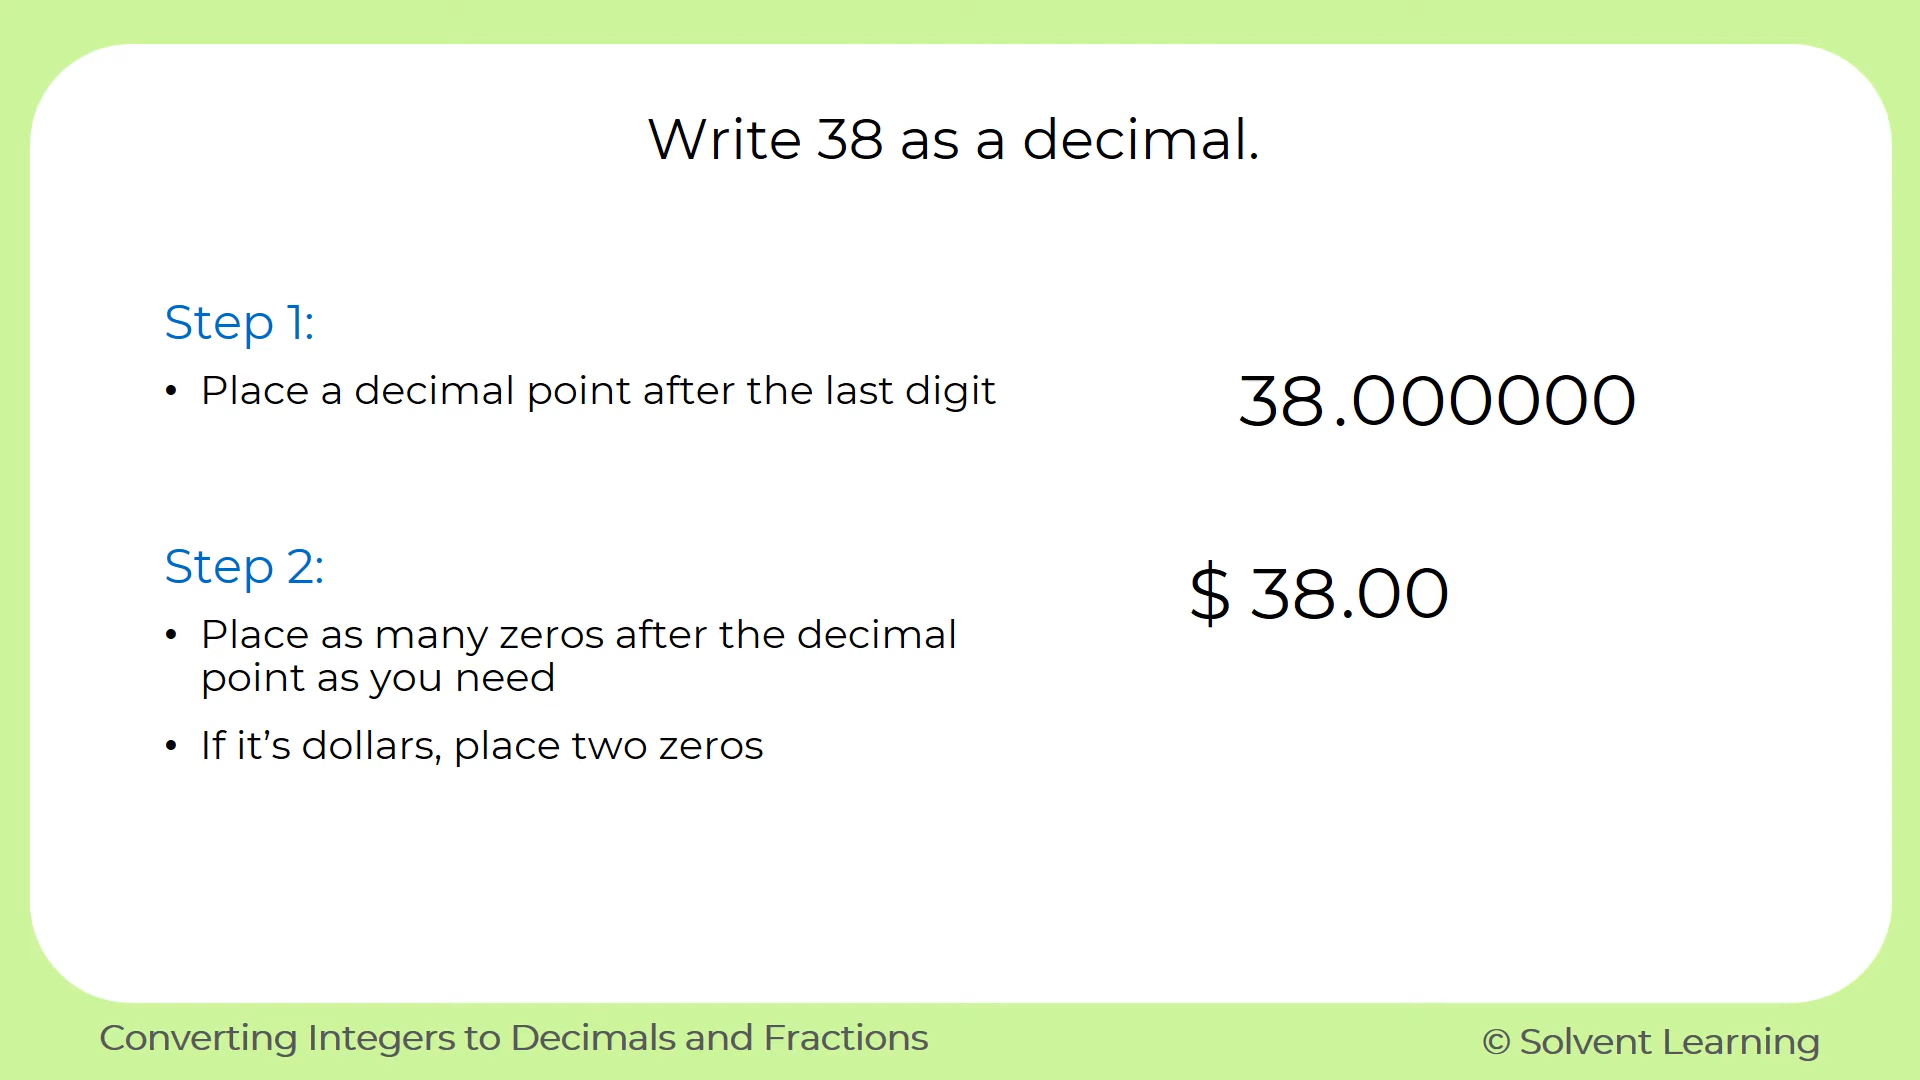 Write 38 as a decimal.
Step 1:
• Place a decimal point after the last digit
38.000000
Step 2:
• Place as many zeros after the decimal
point as you need
• If it’s dollars, place two zeros
$ 38.00
Converting Integers to Decimals and Fractions
© Solvent Learning